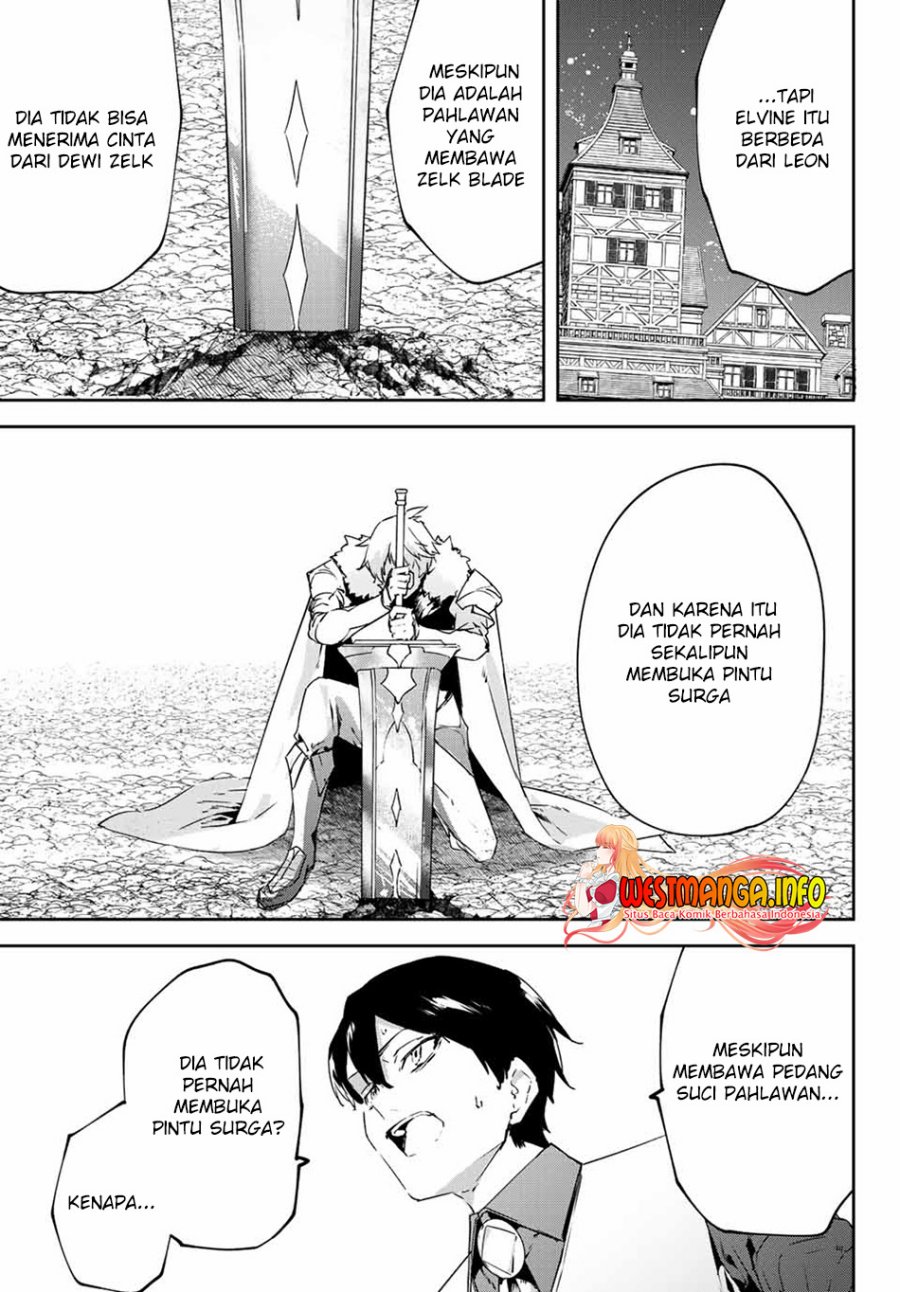 ...TAPI
ELVINE ITU
BERBEDA
DARI LEON
MESKIPUN
DIA ADALAH
PAHLAWAN
YANG
MEMBAWA
ZELK BLADE
DIA TIDAK BISA
MENERIMA CINTA
DARI DEWI ZELK
DAN KARENA ITU
DIA TIDAK PERNAH
SEKALIPUN
MEMBUKA PINTU
SURGA
WESTMANGA.INFO
Situs Baca Komik Berbahasa Indonesia
MESKIPUN
MEMBAWA PEDANG
SUCI PAHLAWAN...
DIA TIDAK
PERNAH
MEMBUKA
PINTU SURGA?
KENAPA...